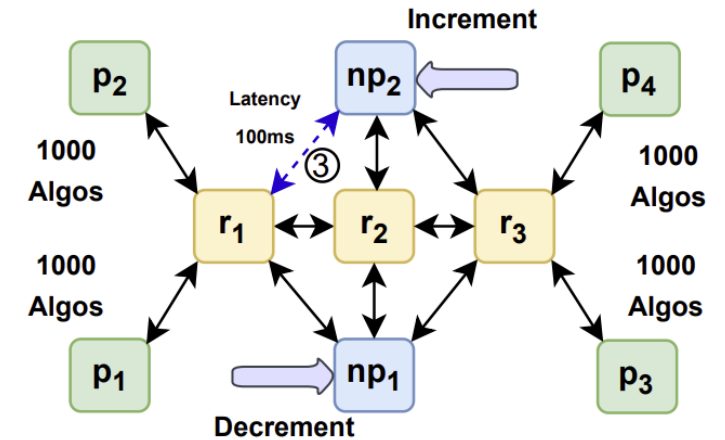 Increment
p2
np2
p4
Latency
100ms
3
1000
Algos
1000
Algos
r1
r2
r3
1000
Algos
1000
Algos
p1
np1
p3
Decrement